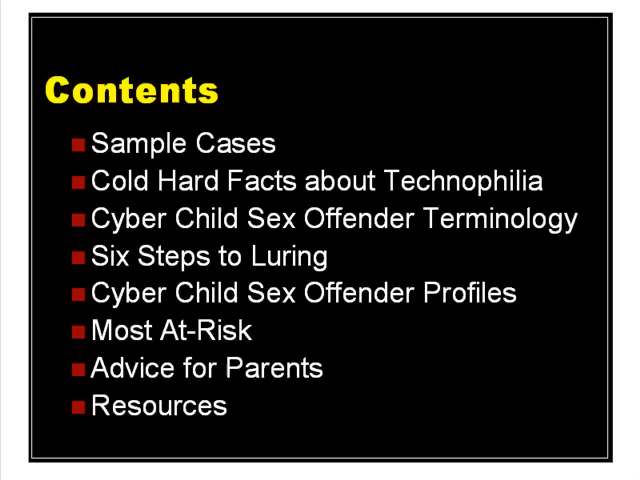 Contents
Sample Cases
Cold Hard Facts about Technophilia
Cyber Child Sex Offender Terminology
Six Steps to Luring
Cyber Child Sex Offender Profiles
Most At-Risk
Advice for Parents
Resources